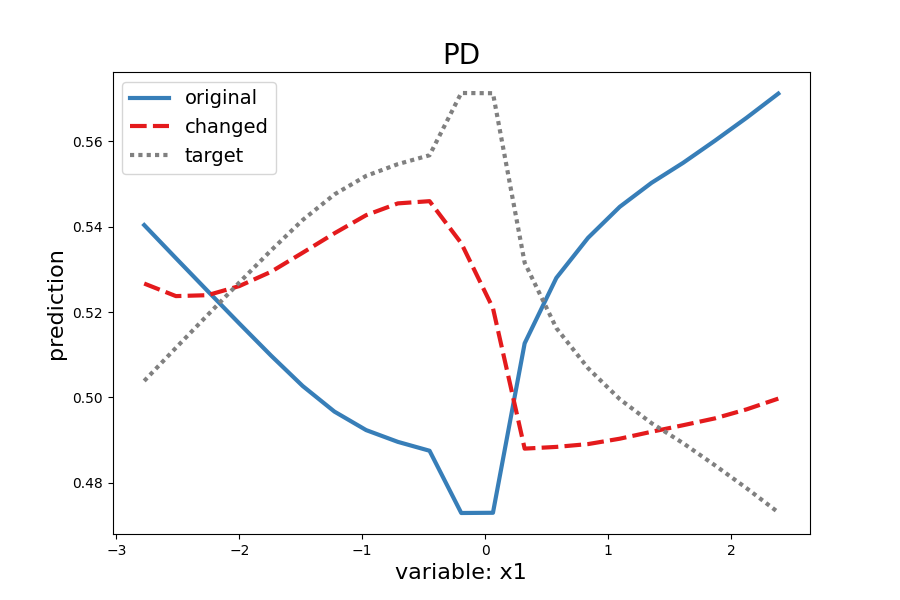 PD
original
changed
target
prediction
0.56
0.54
0.52
0.50
0.48
−3
−2
−1
0
1
2
variable: x1